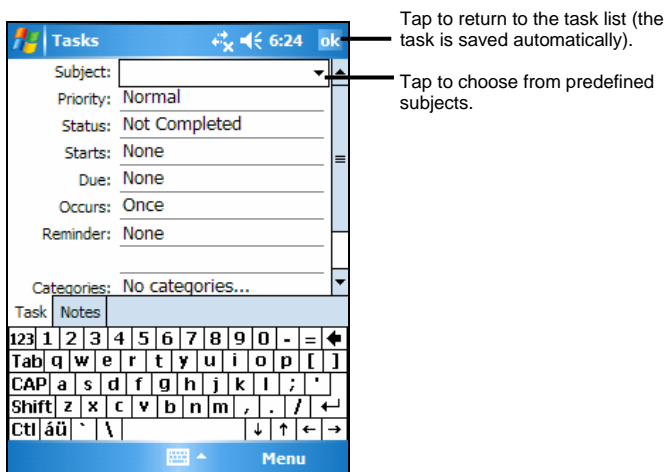 Tasks 6:24 ok
Tap to return to the task list (the
task is saved automatically).
Subject:
Tap to choose from predefined
subjects.
Priority: Normal
Status: Not Completed
Starts: None
Due: None
Occurs: Once
Reminder: None
Categories: No categories...
Task Notes
123 1 2 3 4 5 6 7 8 9 0 - =
Tab q w e r t y u i o p [ ]
CAP a s d f g h j k l ; '
Shift z x c v b n m , . /
Ctl áü ` \
Menu